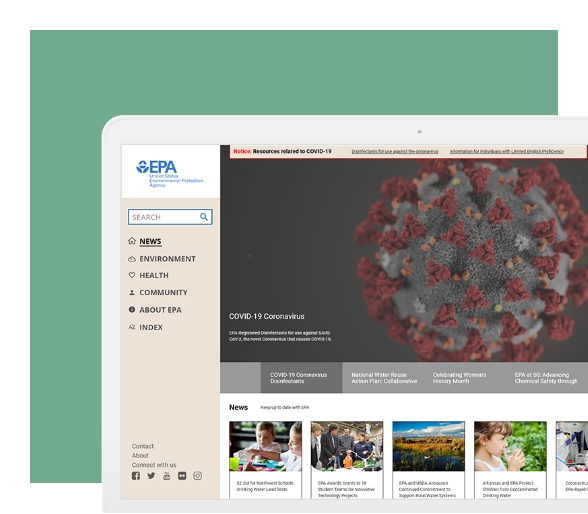 Notice: Resources related to COVID-19 Disinfectants for use against the coronavirus Information for Individuals with Limited English Proficiency
EPA
United States
Environmental Protection
Agency
SEARCH
NEWS
ENVIRONMENT
HEALTH
COMMUNITY
ABOUT EPA
INDEX
Contact
About
Connect with us
COVID-19 Coronavirus
EPA Registered Disinfectants for use against SARS-
CoV-2, the novel Coronavirus that causes COVID-19.
COVID-19 Coronavirus
Disinfectants
National Water Reuse
Action Plan: Collaborative
Celebrating Women's
History Month
EPA at 50: Advancing
Chemical Safety through
News Keep up to date with EPA
$2.2M for Northwest Schools
Drinking Water Lead Tests
EPA Awards Grants to 10
Student Teams for Innovative
Technology Projects
EPA and USDA Announce
Continued Commitment to
Support Rural Water Systems
Arkansas and EPA Protect
Children from Contaminated
Drinking Water
EPA Rapid